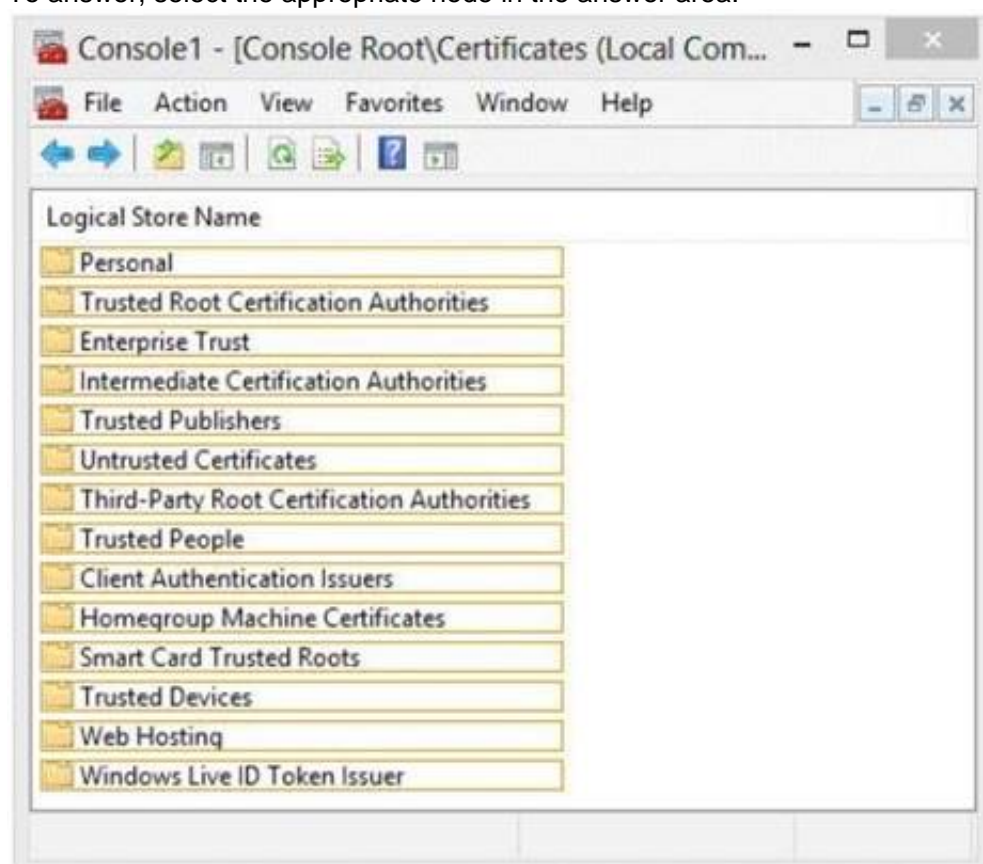 To answer, select the appropriate node in the answer area.
Console1 - [Console Root\Certificates (Local Com...
File Action View Favorites Window Help
Logical Store Name
Personal
Trusted Root Certification Authorities
Enterprise Trust
Intermediate Certification Authorities
Trusted Publishers
Untrusted Certificates
Third-Party Root Certification Authorities
Trusted People
Client Authentication Issuers
Homegroup Machine Certificates
Smart Card Trusted Roots
Trusted Devices
Web Hosting
Windows Live ID Token Issuer